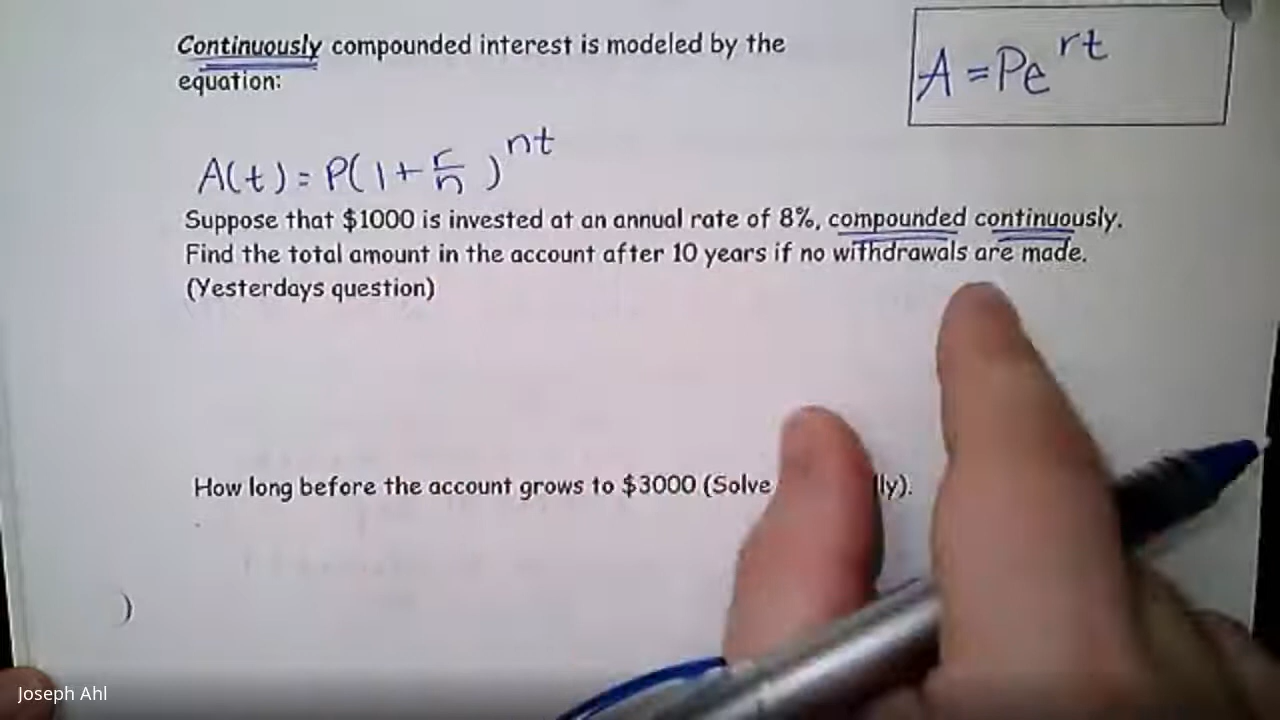 Continuously compounded interest is modeled by the
equation:
A = Pe^rt
A(t) = P(1 + r/n)^nt
Suppose that $1000 is invested at an annual rate of 8%, compounded continuously.
Find the total amount in the account after 10 years if no withdrawals are made.
(Yesterdays question)
How long before the account grows to $3000 (Solve lly).
)
Joseph Ahl